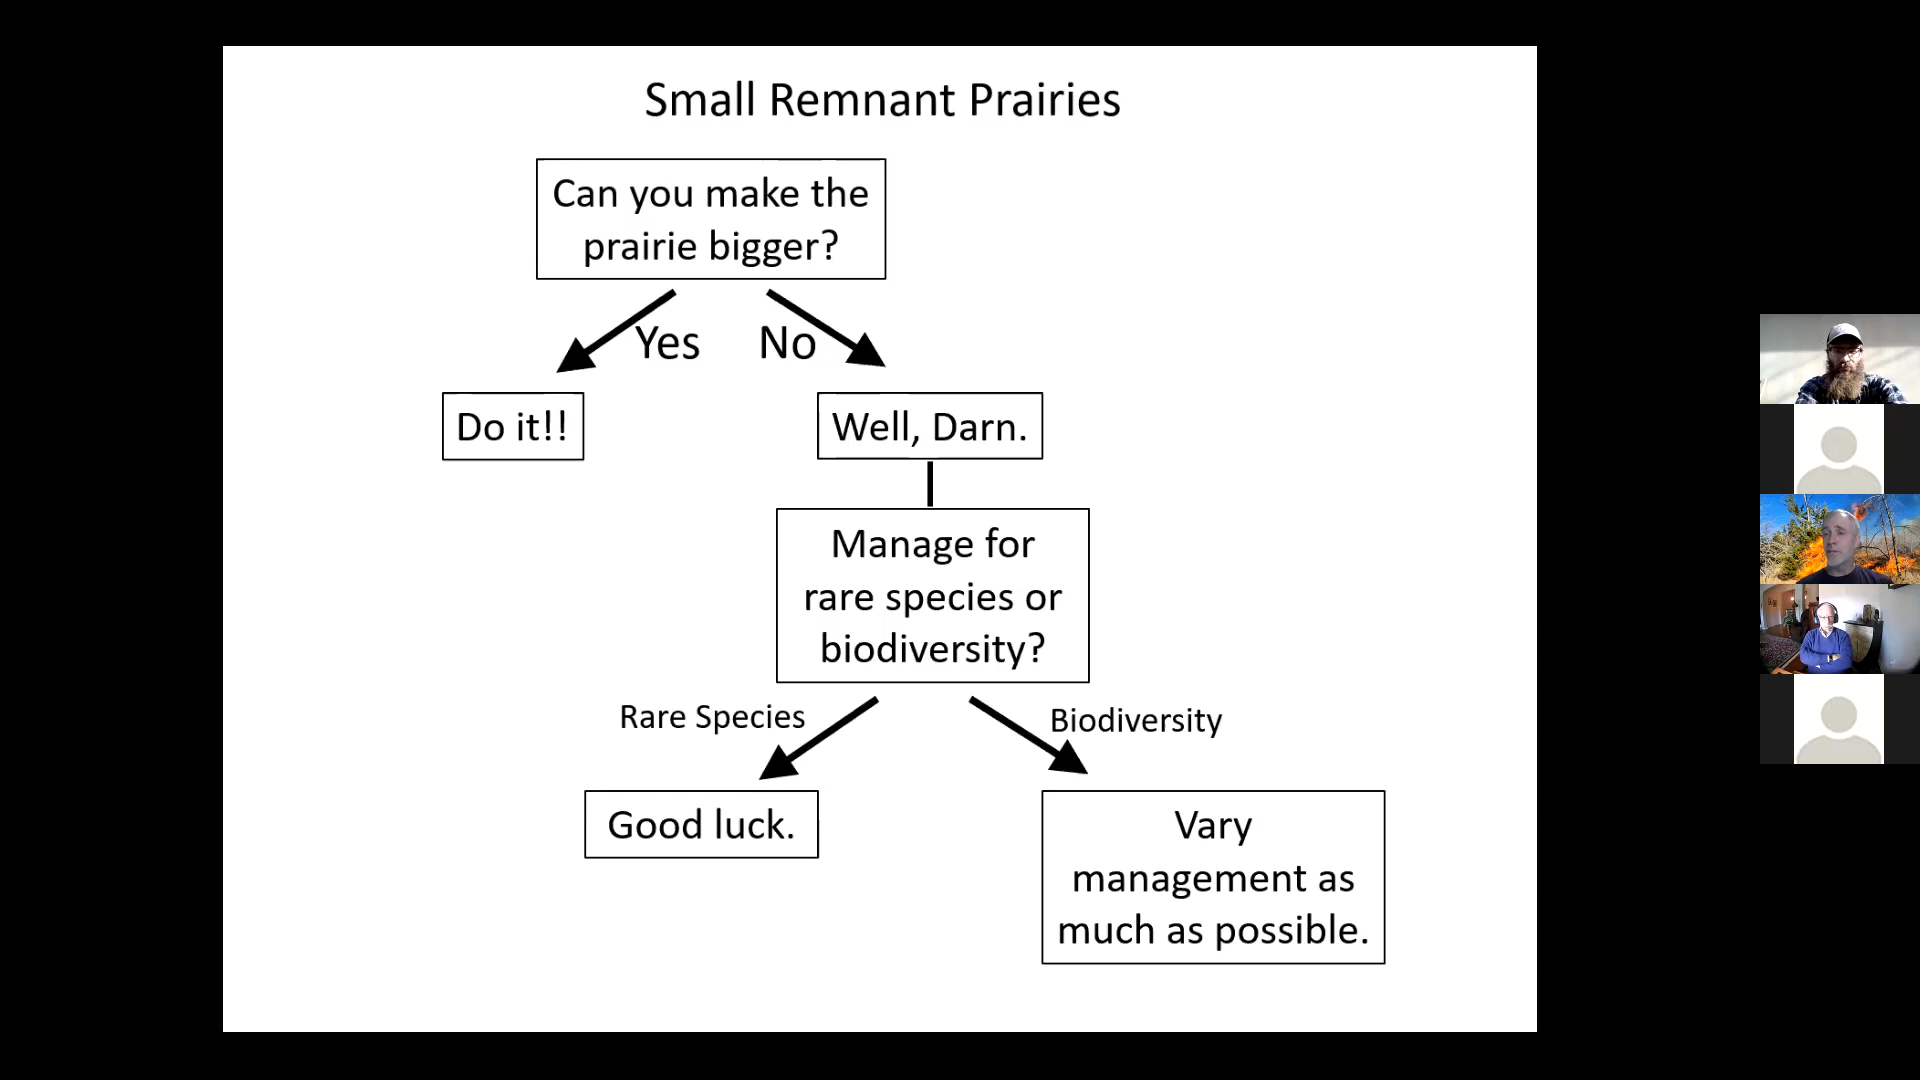 Small Remnant Prairies
Can you make the
prairie bigger?
Yes
No
Do it!!
Well, Darn.
Manage for
rare species or
biodiversity?
Rare Species
Biodiversity
Good luck.
Vary
management as
much as possible.